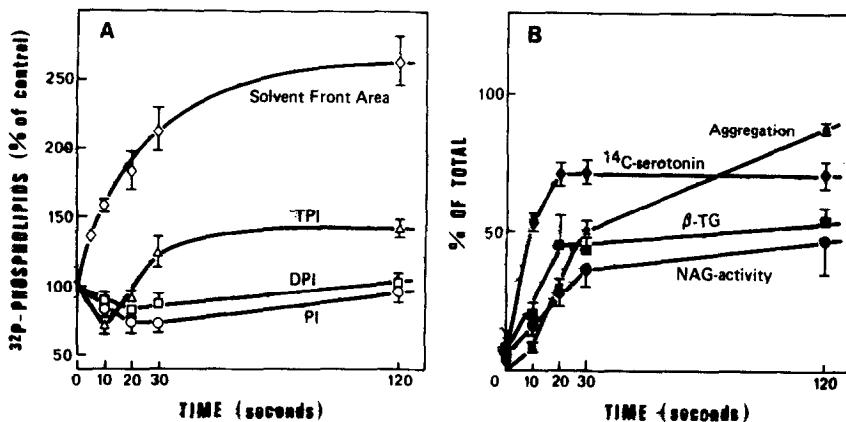 A
³²P-PHOSPHOLIPIDS (% of control)
250
200
150
100
50
Solvent Front Area
TPI
DPI
PI
0 10 20 30 120
TIME (seconds)
B
% OF TOTAL
100
50
Aggregation
¹⁴C-serotonin
β-TG
NAG-activity
0 10 20 30 120
TIME (seconds)